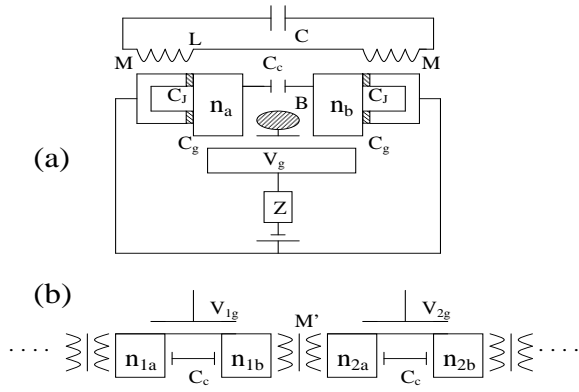 C
L
M C_c M
C_J B C_J
n_a n_b
C_g C_g
(a) V_g
Z
(b) V_1g M' V_2g
.... n_1a n_1b n_2a n_2b ....
C_c C_c